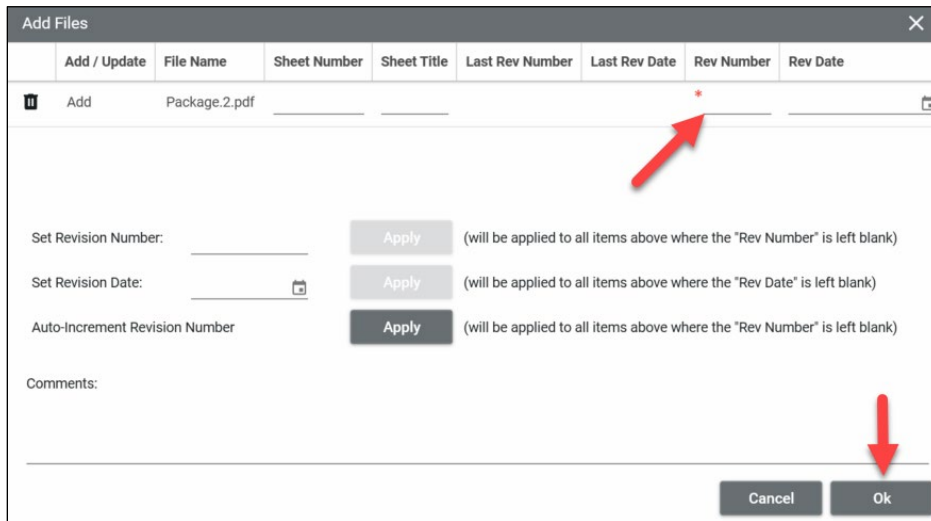 Add Files
Add / Update File Name Sheet Number Sheet Title Last Rev Number Last Rev Date Rev Number Rev Date
Add Package.2.pdf *
Set Revision Number: Apply (will be applied to all items above where the "Rev Number" is left blank)
Set Revision Date: Apply (will be applied to all items above where the "Rev Date" is left blank)
Auto-Increment Revision Number Apply (will be applied to all items above where the "Rev Number" is left blank)
Comments:
Cancel Ok